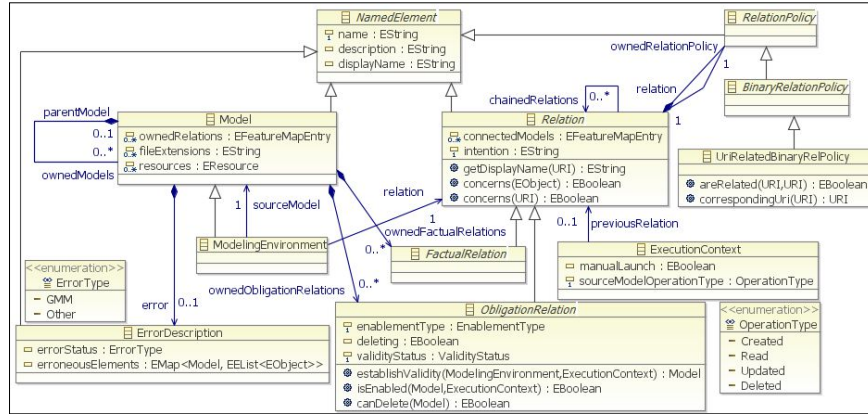 NamedElement
name : EString
description : EString
displayName : EString
RelationPolicy
ownedRelationPolicy
1
relation
1
BinaryRelationPolicy
UriRelatedBinaryRelPolicy
areRelated(URI,URI) : EBoolean
correspondingUri(URI) : URI
parentModel
0..1
0..*
ownedModels
Model
ownedRelations : EFeatureMapEntry
fileExtensions : EString
resources : EResource
chainedRelations
0..*
Relation
connectedModels : EFeatureMapEntry
intention : EString
getDisplayName(URI) : EString
concerns(EObject) : EBoolean
concerns(URI) : EBoolean
1
sourceModel
relation
1
ModelingEnvironment
ownedFactualRelations
0..*
FactualRelation
0..1
previousRelation
ExecutionContext
manualLaunch : EBoolean
sourceModelOperationType : OperationType
<<enumeration>>
ErrorType
GMM
Other
error
0..1
ownedObligationRelations
0..*
ErrorDescription
errorStatus : ErrorType
erroneousElements : EMap<Model, EEList<EObject>>
ObligationRelation
enablementType : EnablementType
deleting : EBoolean
validityStatus : ValidityStatus
establishValidity(ModelingEnvironment,ExecutionContext) : Model
isEnabled(Model,ExecutionContext) : EBoolean
canDelete(Model) : EBoolean
<<enumeration>>
OperationType
Created
Read
Updated
Deleted